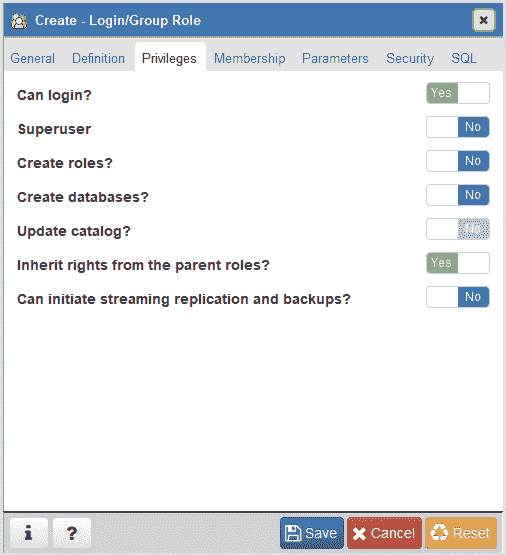 Create - Login/Group Role
General Definition Privileges Membership Parameters Security SQL
Can login? Yes
Superuser No
Create roles? No
Create databases? No
Update catalog? No
Inherit rights from the parent roles? Yes
Can initiate streaming replication and backups? No
i ? Save Cancel Reset